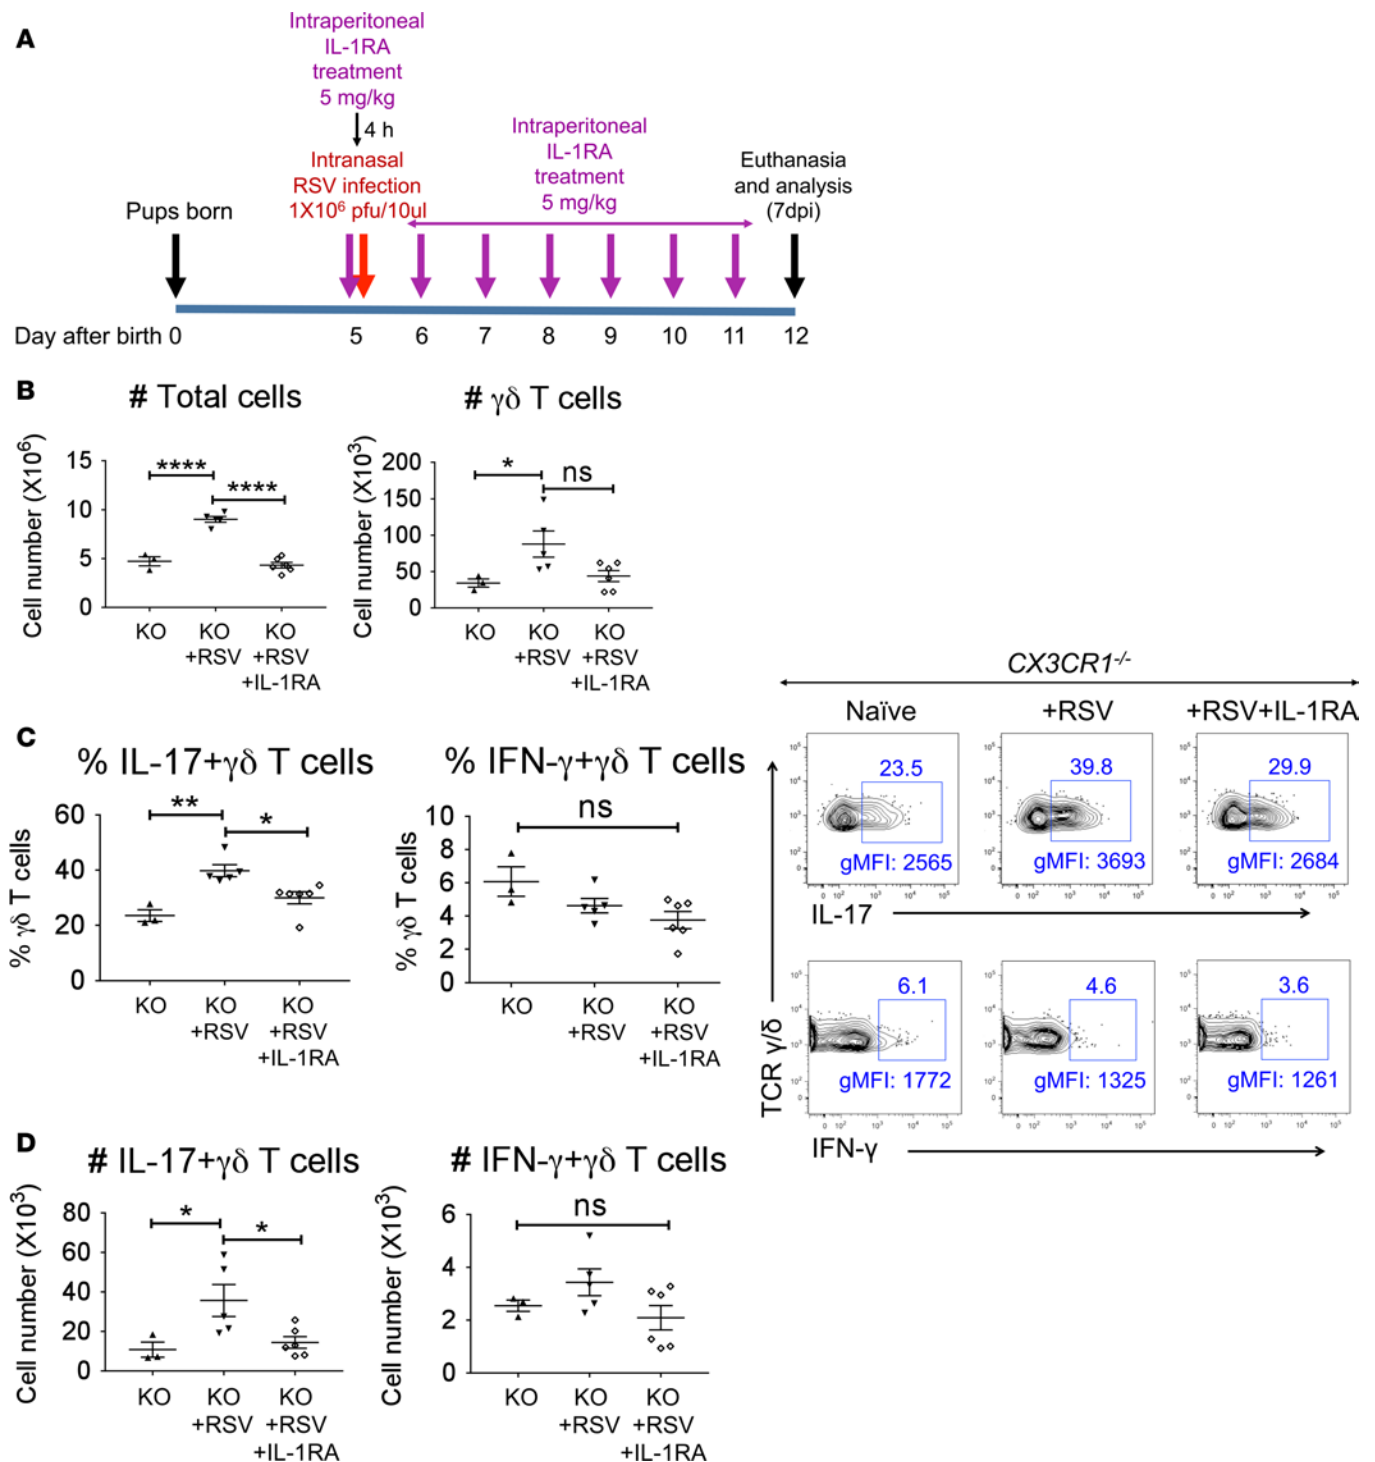 A
Intraperitoneal
IL-1RA
treatment
5 mg/kg
4 h
Intranasal
RSV infection
1X10⁶ pfu/10ul
Intraperitoneal
IL-1RA
treatment
5 mg/kg
Euthanasia
and analysis
(7dpi)
Pups born
Day after birth 0 5 6 7 8 9 10 11 12
B
# Total cells
Cell number (X10⁶)
15
10
5
0
****
****
KO KO KO
+RSV +RSV
+IL-1RA
# γδ T cells
Cell number (X10³)
200
150
100
50
0
*
ns
KO KO KO
+RSV +RSV
+IL-1RA
C
% IL-17+γδ T cells
% γδ T cells
60
40
20
0
**
*
KO KO KO
+RSV +RSV
+IL-1RA
% IFN-γ+γδ T cells
% γδ T cells
10
8
6
4
2
0
ns
KO KO KO
+RSV +RSV
+IL-1RA
CX3CR1⁻/⁻
Naïve +RSV +RSV+IL-1RA
23.5 39.8 29.9
gMFI: 2565 gMFI: 3693 gMFI: 2684
IL-17
6.1 4.6 3.6
gMFI: 1772 gMFI: 1325 gMFI: 1261
TCR γ/δ
IFN-γ
D
# IL-17+γδ T cells
Cell number (X10³)
80
60
40
20
0
*
*
KO KO KO
+RSV +RSV
+IL-1RA
# IFN-γ+γδ T cells
Cell number (X10³)
6
4
2
0
ns
KO KO KO
+RSV +RSV
+IL-1RA